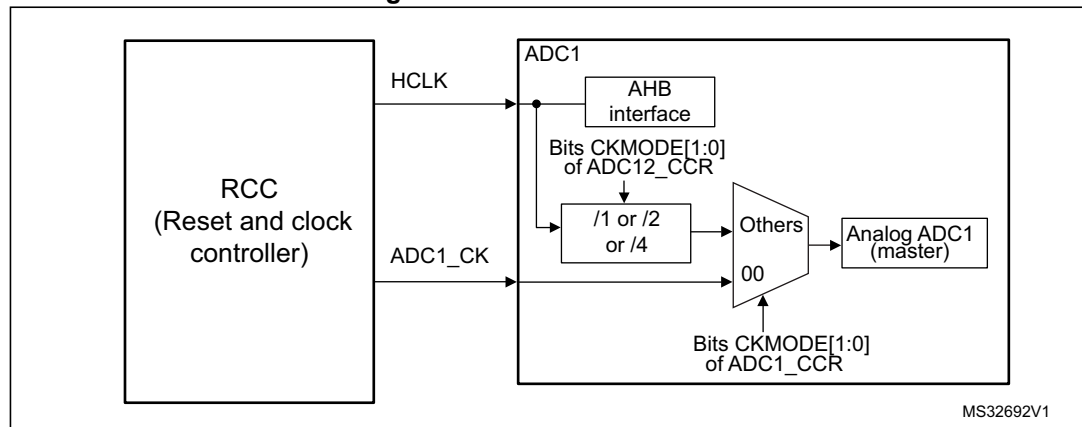 g
ADC1
HCLK
AHB
interface
Bits CKMODE[1:0]
of ADC12_CCR
RCC
(Reset and clock
controller)
/1 or /2
or /4
Others
Analog ADC1
(master)
ADC1_CK
00
Bits CKMODE[1:0]
of ADC1_CCR
MS32692V1